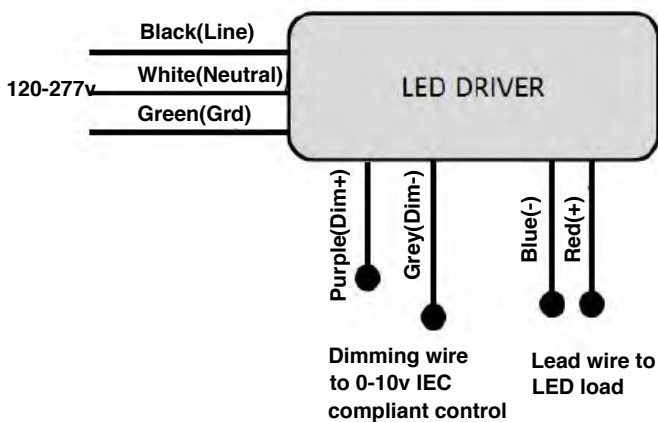 Black(Line)
White(Neutral)
120-277v
Green(Grd)
LED DRIVER
Purple(Dim+)
Grey(Dim-)
Blue(-)
Red(+)
Dimming wire
to 0-10v IEC
compliant control
Lead wire to
LED load